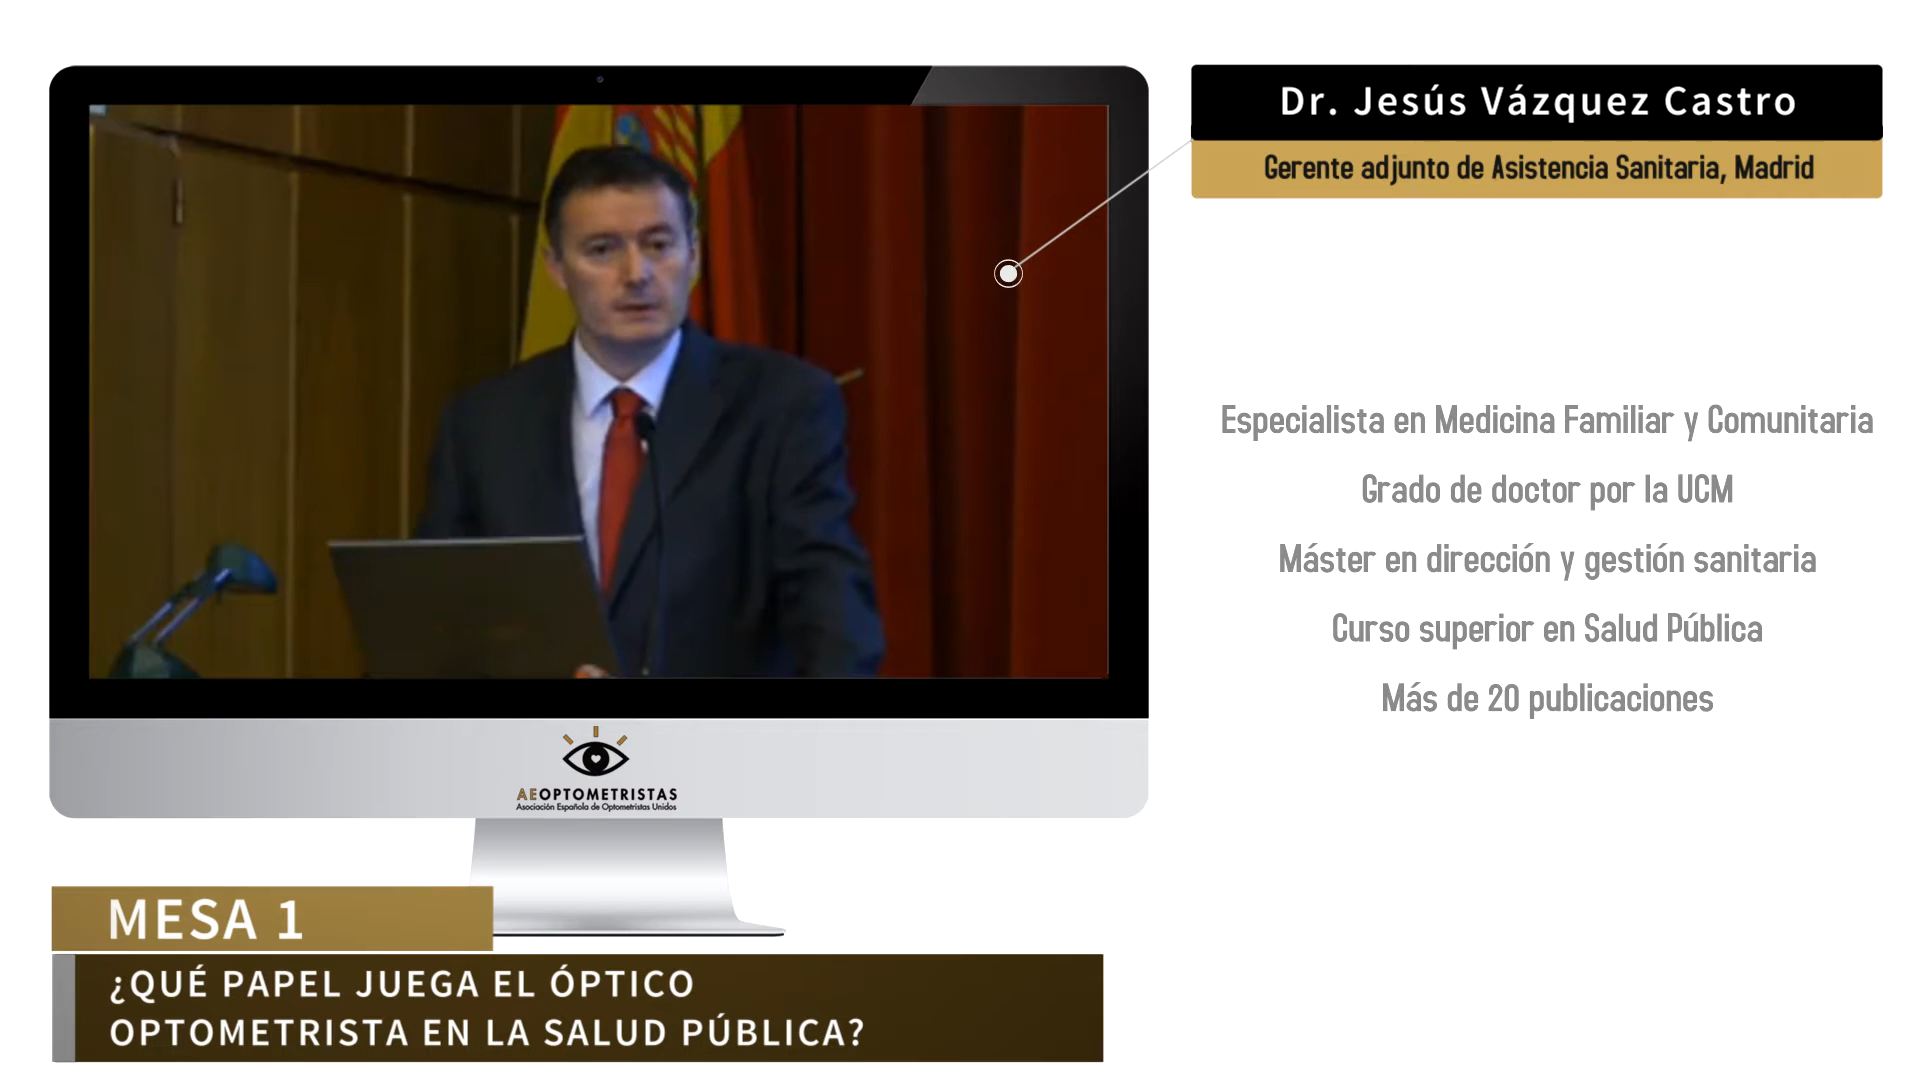 Dr. Jesús Vázquez Castro
Gerente adjunto de Asistencia Sanitaria, Madrid
Especialista en Medicina Familiar y Comunitaria
Grado de doctor por la UCM
Máster en dirección y gestión sanitaria
Curso superior en Salud Pública
Más de 20 publicaciones
AEOPTOMETRISTAS
Asociación Española de Optometristas Unidos
MESA 1
¿QUÉ PAPEL JUEGA EL ÓPTICO
OPTOMETRISTA EN LA SALUD PÚBLICA?